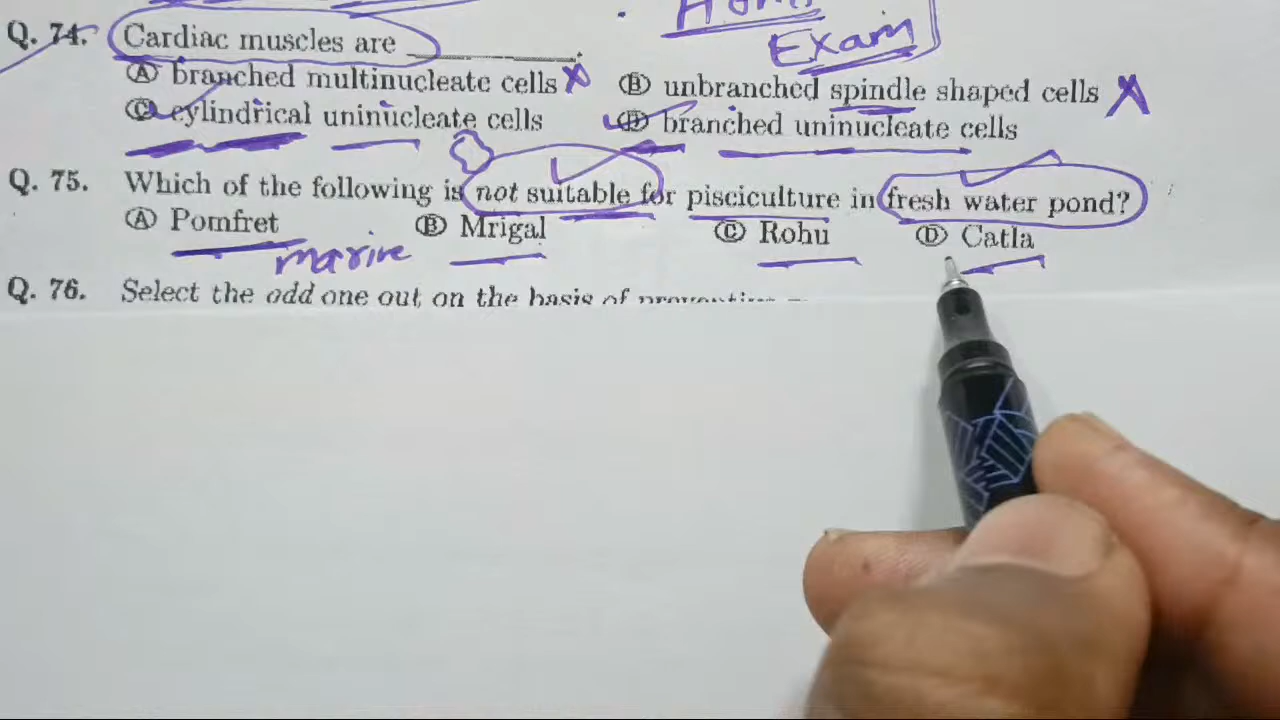 Exam
Q. 74. Cardiac muscles are ____________.
Ⓐ branched multinucleate cells Ⓑ unbranched spindle shaped cells
Ⓒ cylindrical uninucleate cells Ⓓ branched uninucleate cells
Q. 75. Which of the following is not suitable for pisciculture in fresh water pond?
Ⓐ Pomfret Ⓑ Mrigal Ⓒ Rohu Ⓓ Catla
marine
Q. 76. Select the odd one out on the basis of